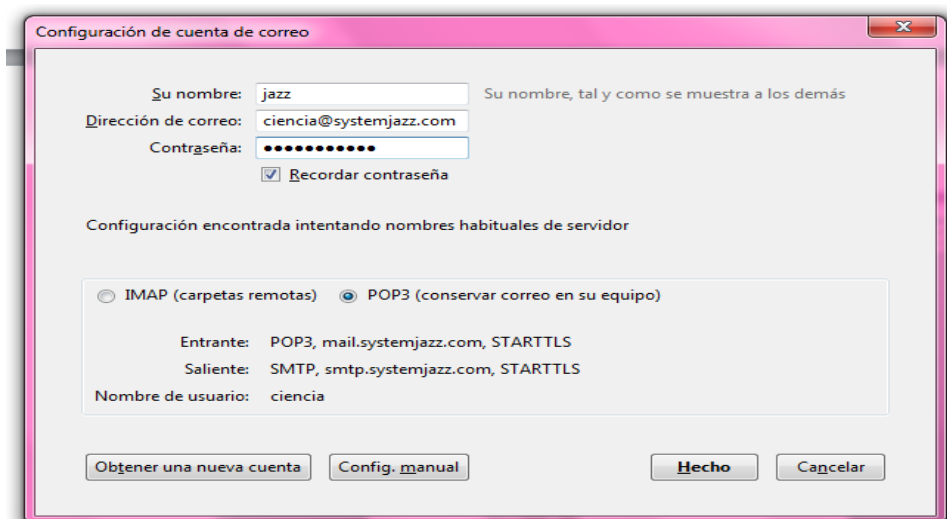 Configuración de cuenta de correo
Su nombre: jazz Su nombre, tal y como se muestra a los demás
Dirección de correo: ciencia@systemjazz.com
Contraseña: •••••••••••
Recordar contraseña
Configuración encontrada intentando nombres habituales de servidor
IMAP (carpetas remotas) POP3 (conservar correo en su equipo)
Entrante: POP3, mail.systemjazz.com, STARTTLS
Saliente: SMTP, smtp.systemjazz.com, STARTTLS
Nombre de usuario: ciencia
Obtener una nueva cuenta Config. manual Hecho Cancelar